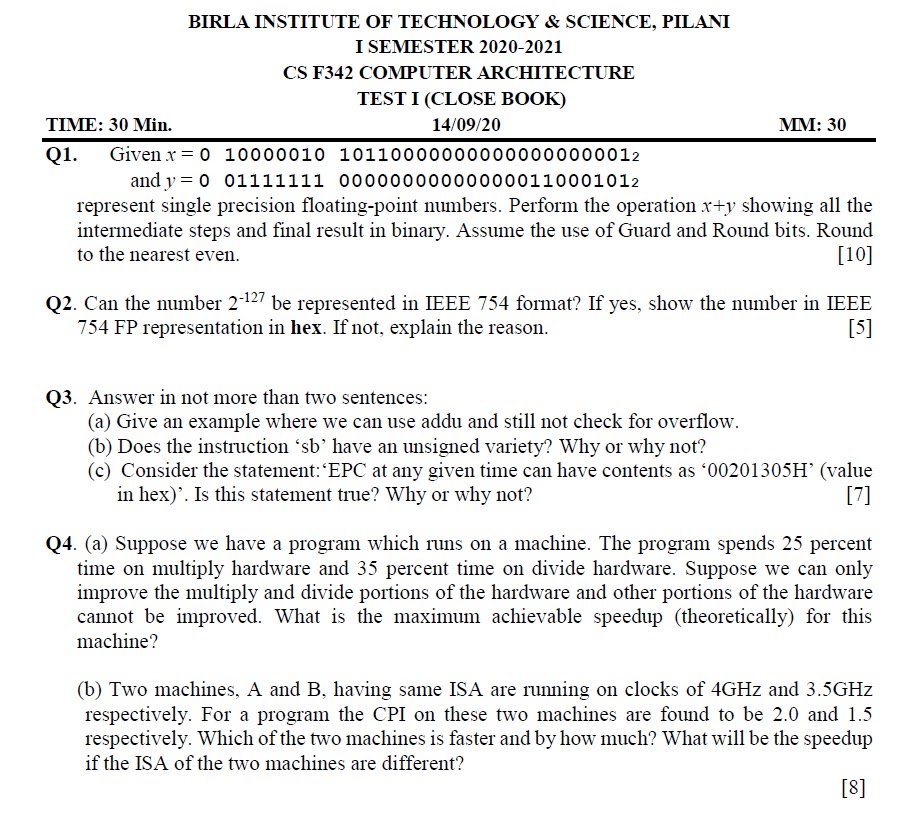 BIRLA INSTITUTE OF TECHNOLOGY & SCIENCE, PILANI
I SEMESTER 2020-2021
CS F342 COMPUTER ARCHITECTURE
TEST I (CLOSE BOOK)
TIME: 30 Min. 14/09/20 MM: 30
Q1. Given x = 0 10000010 10110000000000000000001₂
and y = 0 01111111 00000000000000011000101₂
represent single precision floating-point numbers. Perform the operation x+y showing all the
intermediate steps and final result in binary. Assume the use of Guard and Round bits. Round
to the nearest even. [10]
Q2. Can the number 2⁻¹²⁷ be represented in IEEE 754 format? If yes, show the number in IEEE
754 FP representation in hex. If not, explain the reason. [5]
Q3. Answer in not more than two sentences:
(a) Give an example where we can use addu and still not check for overflow.
(b) Does the instruction ‘sb’ have an unsigned variety? Why or why not?
(c) Consider the statement:‘EPC at any given time can have contents as ‘00201305H’ (value
in hex)’. Is this statement true? Why or why not? [7]
Q4. (a) Suppose we have a program which runs on a machine. The program spends 25 percent
time on multiply hardware and 35 percent time on divide hardware. Suppose we can only
improve the multiply and divide portions of the hardware and other portions of the hardware
cannot be improved. What is the maximum achievable speedup (theoretically) for this
machine?
(b) Two machines, A and B, having same ISA are running on clocks of 4GHz and 3.5GHz
respectively. For a program the CPI on these two machines are found to be 2.0 and 1.5
respectively. Which of the two machines is faster and by how much? What will be the speedup
if the ISA of the two machines are different?
[8]